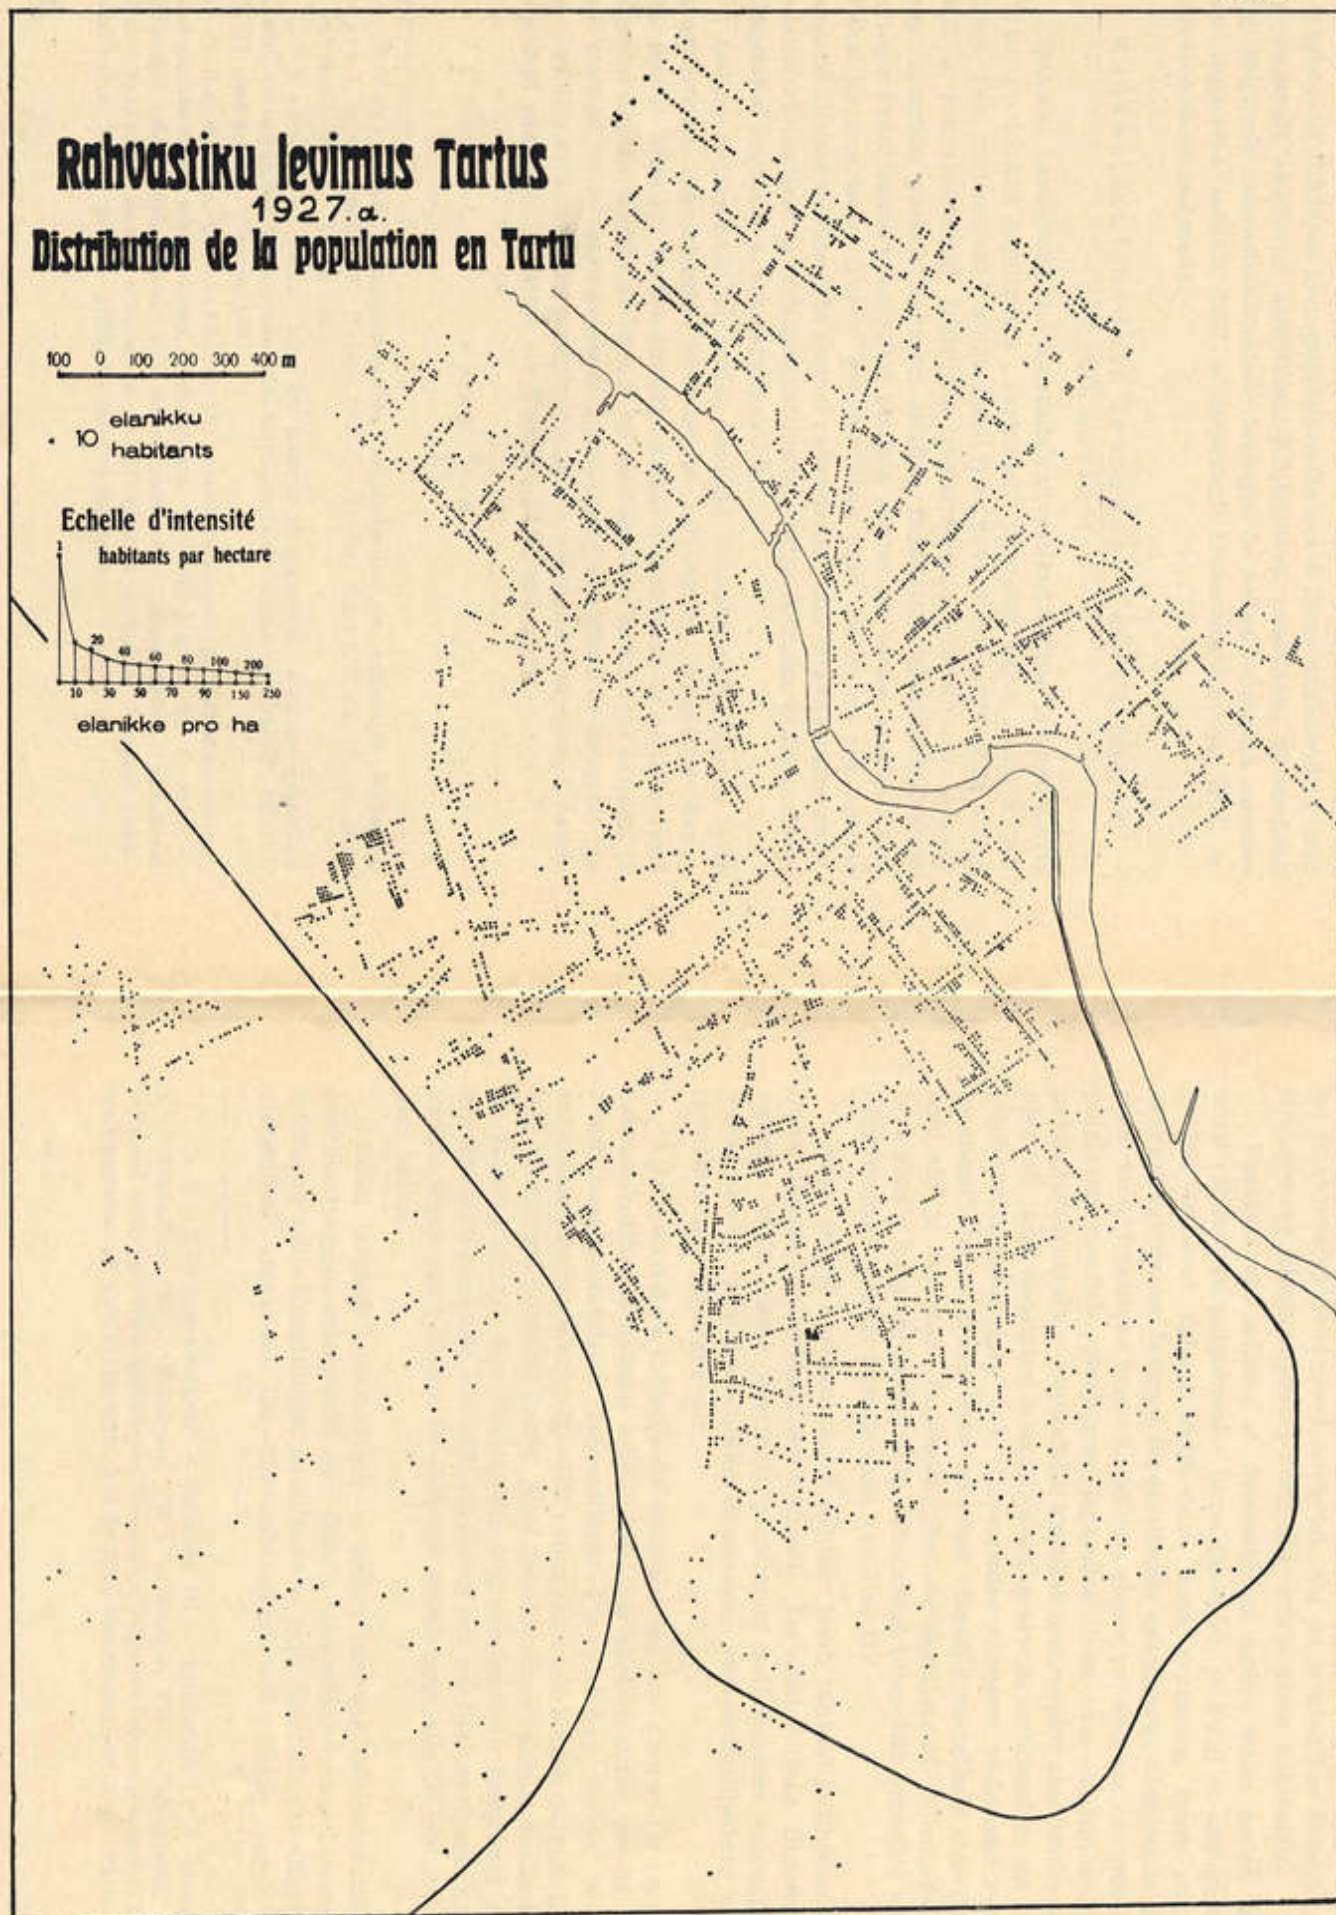 Rahvastiku levimus Tartus
1927.a.
Distribution de la population en Tartu
100 0 100 200 300 400 m
• 10 elanikku
habitants
Echelle d'intensité
habitants par hectare
1
20 40 60 80 100 200
10 30 50 70 90 150 250
elanikke pro ha